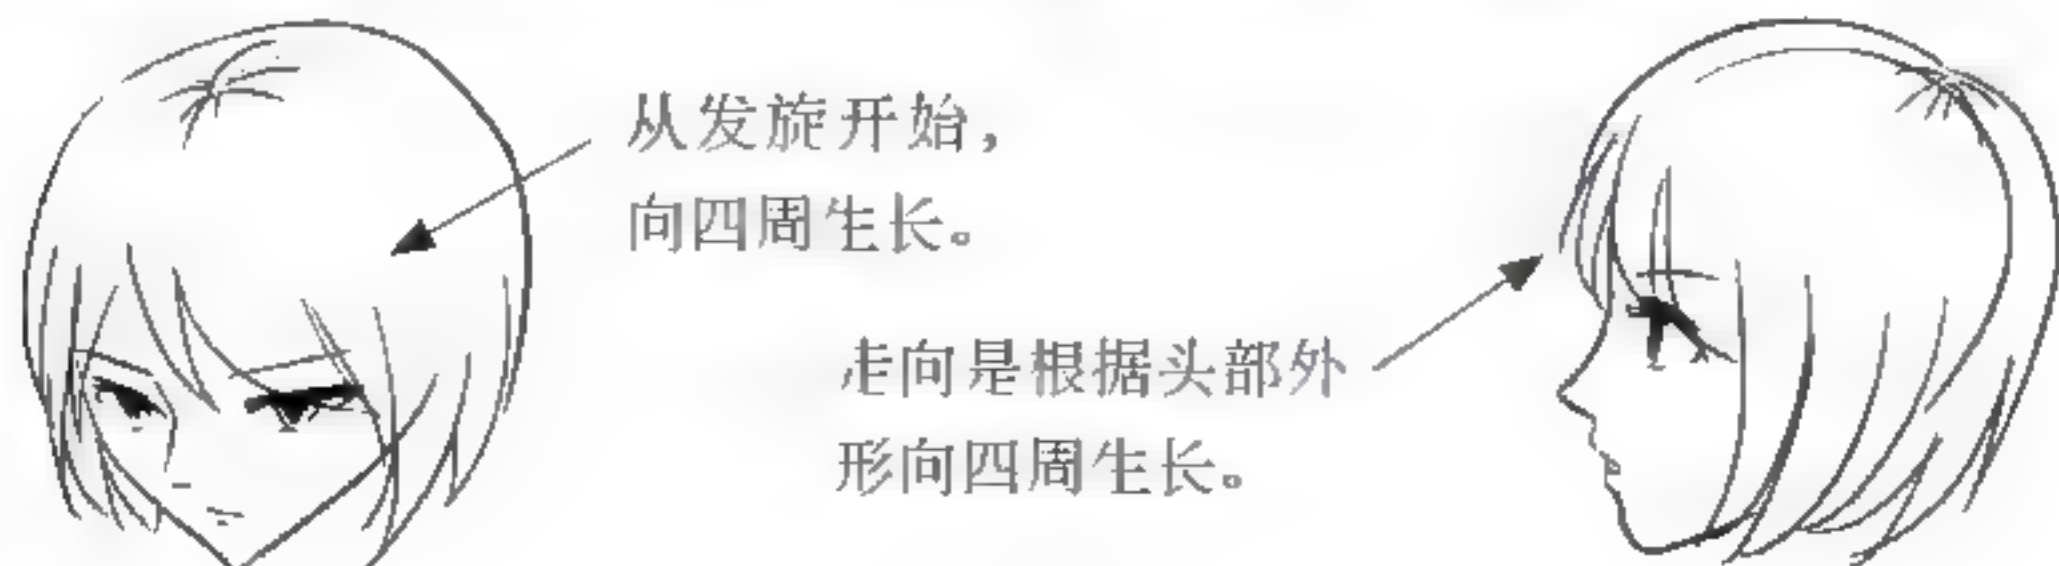 从发旋开始，
向四周生长。
走向是根据头部外
形向四周生长。